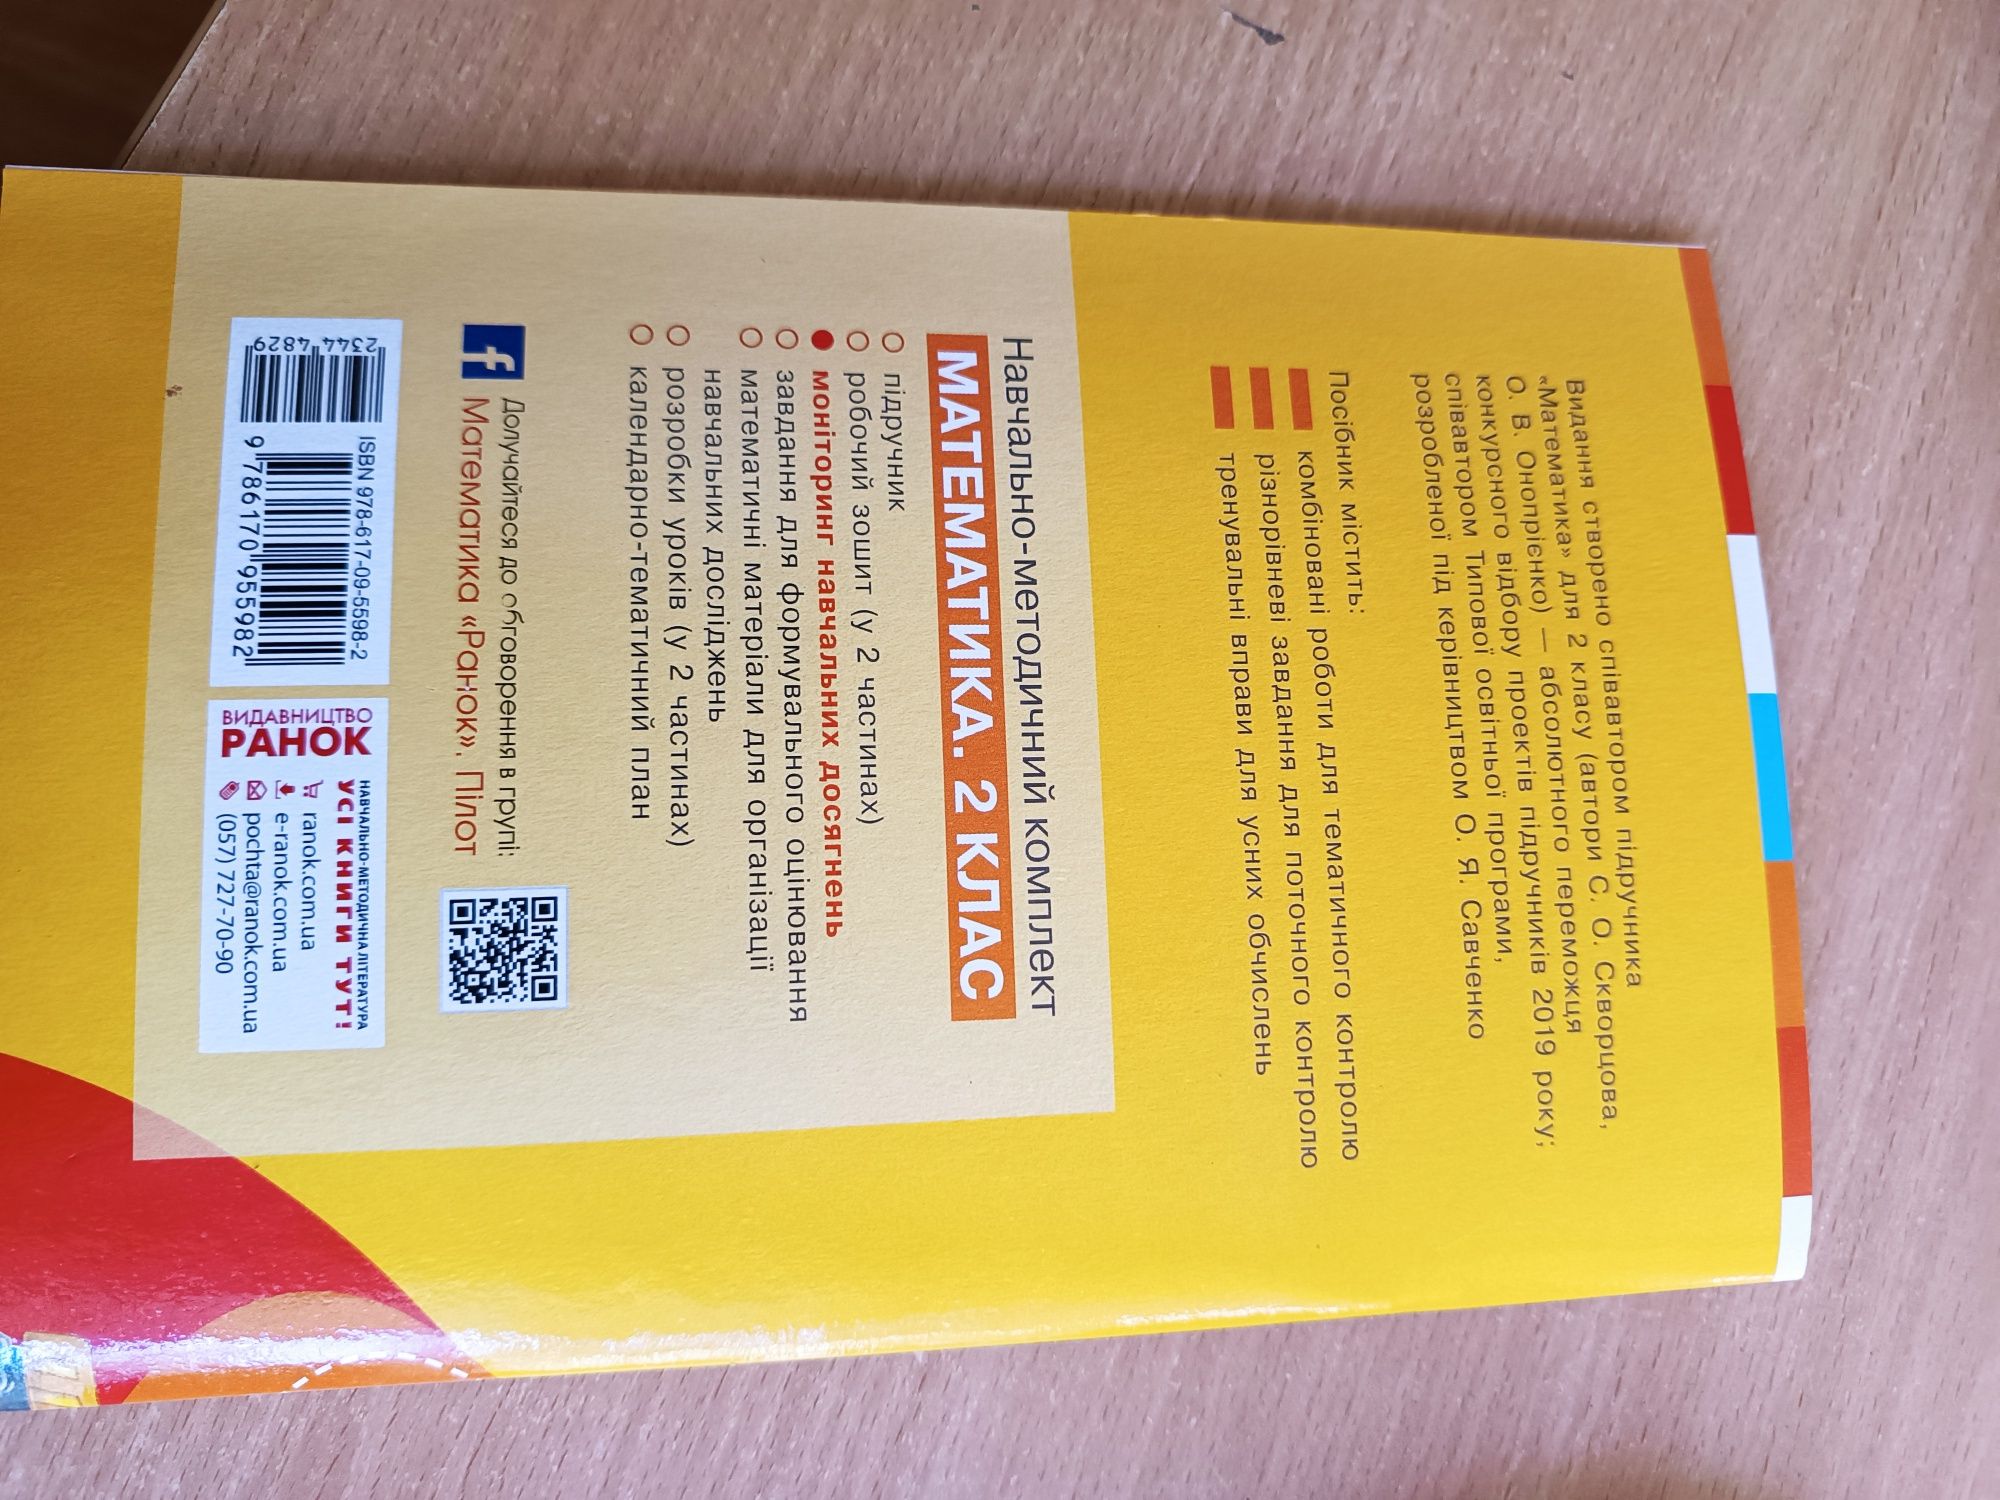 Видання створено співавтором підручника
«Математика» для 2 класу (автори С. О. Скворцова,
О. В. Онопрієнко) — абсолютного переможця
конкурсного відбору проектів підручників 2019 року;
співавтором Типової освітньої програми,
розробленої під керівництвом О. Я. Савченко
Посібник містить:
комбіновані роботи для тематичного контролю
різнорівневі завдання для поточного контролю
тренувальні вправи для усних обчислень
Навчально-методичний комплект
МАТЕМАТИКА. 2 КЛАС
підручник
робочий зошит (у 2 частинах)
моніторинг навчальних досягнень
завдання для формувального оцінювання
математичні матеріали для організації
навчальних досліджень
розробки уроків (у 2 частинах)
календарно-тематичний план
Долучайтеся до обговорення в групі:
Математика «Ранок». Пілот
ISBN 978-617-09-5598-2
2344 4829
9 786170 955982
ВИДАВНИЦТВО
РАНОК
НАВЧАЛЬНО-МЕТОДИЧНА ЛІТЕРАТУРА
УСІ КНИГИ ТУТ!
ranok.com.ua
e-ranok.com.ua
pochta@ranok.com.ua
(057) 727-70-90